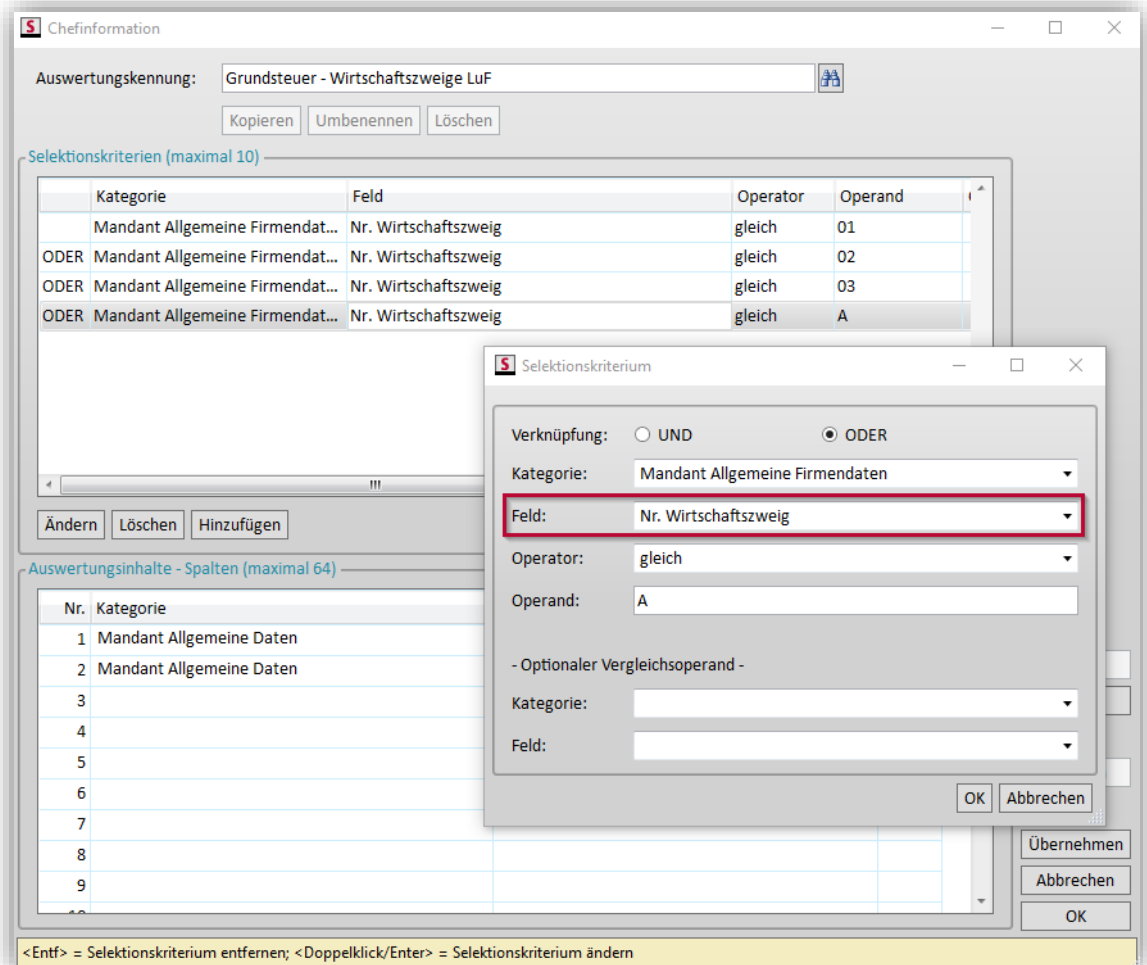 S Chefinformation
Auswertungskennung: Grundsteuer - Wirtschaftszweige LuF
Kopieren Umbenennen Löschen
Selektionskriterien (maximal 10)
Kategorie Feld Operator Operand
Mandant Allgemeine Firmendat... Nr. Wirtschaftszweig gleich 01
ODER Mandant Allgemeine Firmendat... Nr. Wirtschaftszweig gleich 02
ODER Mandant Allgemeine Firmendat... Nr. Wirtschaftszweig gleich 03
ODER Mandant Allgemeine Firmendat... Nr. Wirtschaftszweig gleich A
Ändern Löschen Hinzufügen
S Selektionskriterium
Verknüpfung: UND ODER
Kategorie: Mandant Allgemeine Firmendaten
Feld: Nr. Wirtschaftszweig
Operator: gleich
Operand: A
- Optionaler Vergleichsoperand -
Kategorie:
Feld:
OK Abbrechen
Auswertungsinhalte - Spalten (maximal 64)
Nr. Kategorie
1 Mandant Allgemeine Daten
2 Mandant Allgemeine Daten
3
4
5
6
7
8
9
Übernehmen
Abbrechen
OK
<Entf> = Selektionskriterium entfernen; <Doppelklick/Enter> = Selektionskriterium ändern